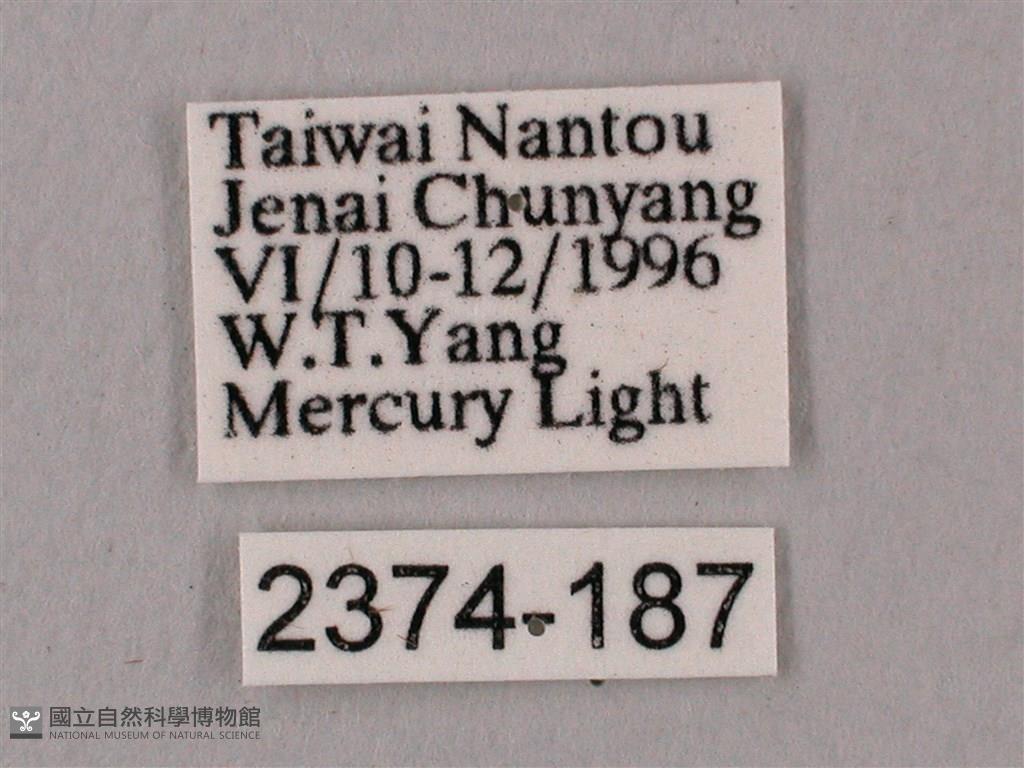 Taiwai Nantou
Jenai Chunyang
VI/10-12/1996
W.T.Yang
Mercury Light
2374-187
國立自然科學博物館
NATIONAL MUSEUM OF NATURAL SCIENCE